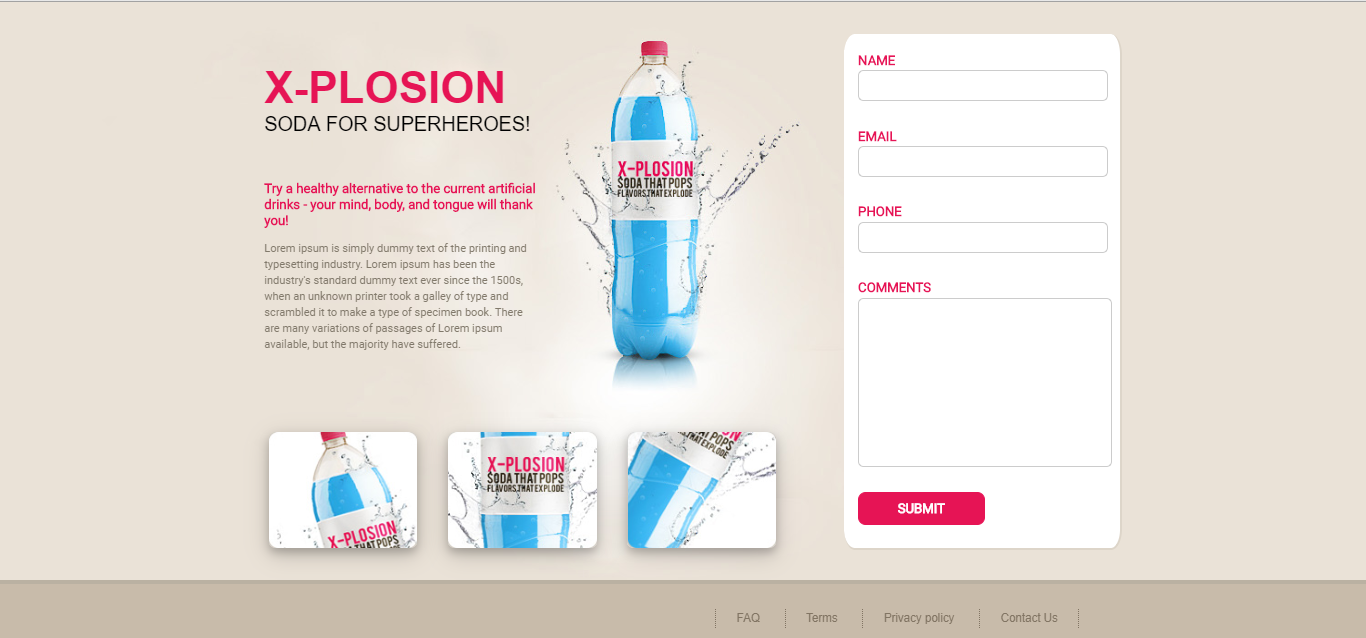 X-PLOSION
SODA FOR SUPERHEROES!
Try a healthy alternative to the current artificial
drinks - your mind, body, and tongue will thank
you!
Lorem ipsum is simply dummy text of the printing and
typesetting industry. Lorem ipsum has been the
industry's standard dummy text ever since the 1500s,
when an unknown printer took a galley of type and
scrambled it to make a type of specimen book. There
are many variations of passages of Lorem ipsum
available, but the majority have suffered.
X-PLOSION
SODA THAT POPS
FLAVORS THAT EXPLODE
NAME
EMAIL
PHONE
COMMENTS
SUBMIT
X-PLOSION
SODA THAT POPS
X-PLOSION
SODA THAT POPS
FLAVORS THAT EXPLODE
SODA THAT POPS
THAT EXPLODE
FAQ
Terms
Privacy policy
Contact Us